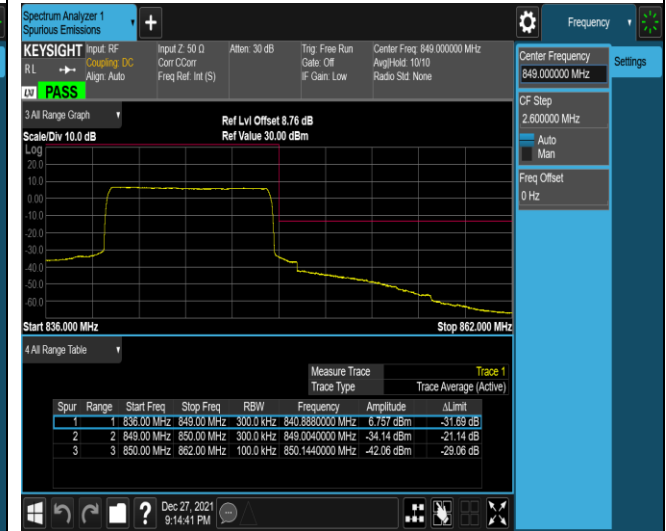 Spectrum Analyzer 1
Spurious Emissions
+
Frequency
KEYSIGHT Input: RF Input Z: 50 Ω Atten: 30 dB Trig: Free Run Center Freq: 849.000000 MHz
RL Coupling: DC Corr CCorr Gate: Off Avg|Hold: 10/10
Align: Auto Freq Ref: Int (S) IF Gain: Low Radio Std: None
LXI PASS
Center Frequency
849.000000 MHz
Settings
CF Step
2.600000 MHz
Auto
Man
Freq Offset
0 Hz
3 All Range Graph
Ref Lvl Offset 8.76 dB
Scale/Div 10.0 dB Ref Value 30.00 dBm
Log
20.0
10.0
0.00
-10.0
-20.0
-30.0
-40.0
-50.0
-60.0
Start 836.000 MHz Stop 862.000 MHz
4 All Range Table
Measure Trace Trace 1
Trace Type Trace Average (Active)
Spur Range Start Freq Stop Freq RBW Frequency Amplitude ΔLimit
1 1 836.00 MHz 849.00 MHz 300.0 kHz 840.8880000 MHz 6.757 dBm -31.69 dB
2 2 849.00 MHz 850.00 MHz 300.0 kHz 849.0040000 MHz -34.14 dBm -21.14 dB
3 3 850.00 MHz 862.00 MHz 100.0 kHz 850.1440000 MHz -42.06 dBm -29.06 dB
? Dec 27, 2021
9:14:41 PM